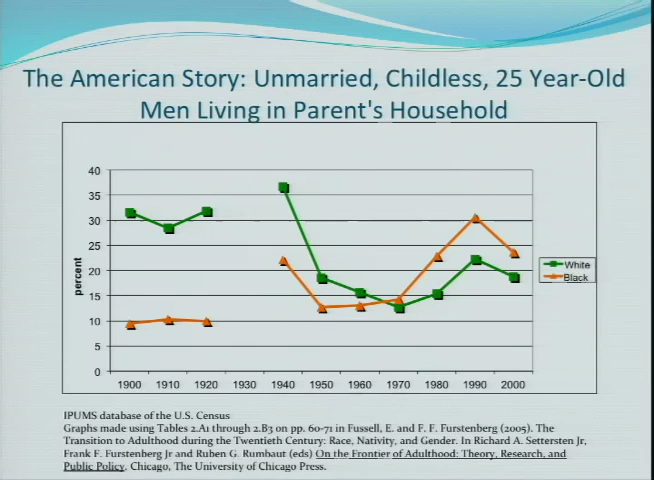 The American Story: Unmarried, Childless, 25 Year-Old
Men Living in Parent's Household
40
35
30
25
20
15
10
5
0
percent
1900 1910 1920 1930 1940 1950 1960 1970 1980 1990 2000
White
Black
IPUMS database of the U.S. Census
Graphs made using Tables 2.A1 through 2.B3 on pp. 60-71 in Fussell, E. and F. F. Furstenberg (2005). The
Transition to Adulthood during the Twentieth Century: Race, Nativity, and Gender. In Richard A. Settersten Jr,
Frank F. Furstenberg Jr and Ruben G. Rumbaut (eds) On the Frontier of Adulthood: Theory, Research, and
Public Policy. Chicago, The University of Chicago Press.